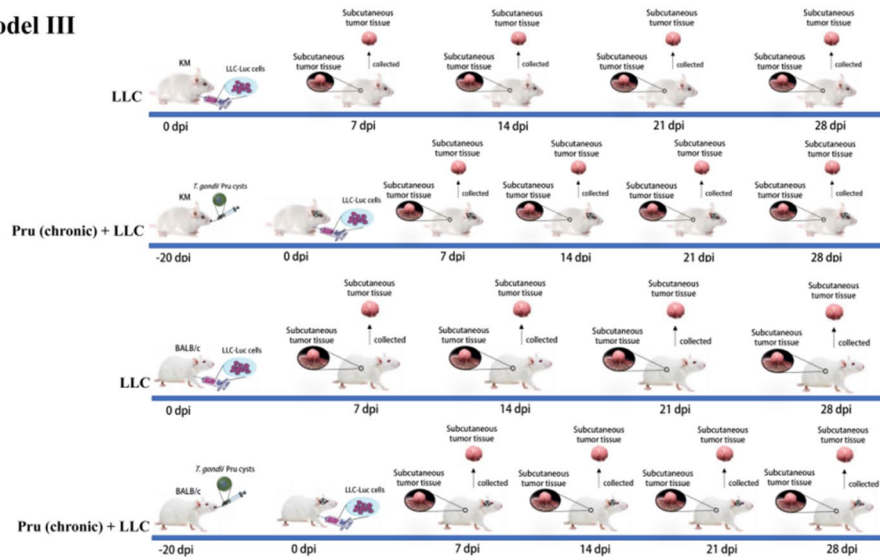 odel III
Subcutaneous
tumor tissue
Subcutaneous
tumor tissue
Subcutaneous
tumor tissue
Subcutaneous
tumor tissue
KM
LLC-Luc cells
Subcutaneous
tumor tissue
collected
Subcutaneous
tumor tissue
collected
Subcutaneous
tumor tissue
collected
Subcutaneous
tumor tissue
collected
LLC
0 dpi
7 dpi
14 dpi
21 dpi
28 dpi
Subcutaneous
tumor tissue
Subcutaneous
tumor tissue
Subcutaneous
tumor tissue
Subcutaneous
tumor tissue
T. gondii Pru cysts
KM
LLC-Luc cells
Subcutaneous
tumor tissue
collected
Subcutaneous
tumor tissue
collected
Subcutaneous
tumor tissue
collected
Subcutaneous
tumor tissue
collected
Pru (chronic) + LLC
-20 dpi
0 dpi
7 dpi
14 dpi
21 dpi
28 dpi
Subcutaneous
tumor tissue
Subcutaneous
tumor tissue
Subcutaneous
tumor tissue
Subcutaneous
tumor tissue
BALB/c
LLC-Luc cells
Subcutaneous
tumor tissue
collected
Subcutaneous
tumor tissue
collected
Subcutaneous
tumor tissue
collected
Subcutaneous
tumor tissue
collected
LLC
0 dpi
7 dpi
14 dpi
21 dpi
28 dpi
Subcutaneous
tumor tissue
Subcutaneous
tumor tissue
Subcutaneous
tumor tissue
Subcutaneous
tumor tissue
T. gondii Pru cysts
BALB/c
LLC-Luc cells
Subcutaneous
tumor tissue
collected
Subcutaneous
tumor tissue
collected
Subcutaneous
tumor tissue
collected
Subcutaneous
tumor tissue
collected
Pru (chronic) + LLC
-20 dpi
0 dpi
7 dpi
14 dpi
21 dpi
28 dpi